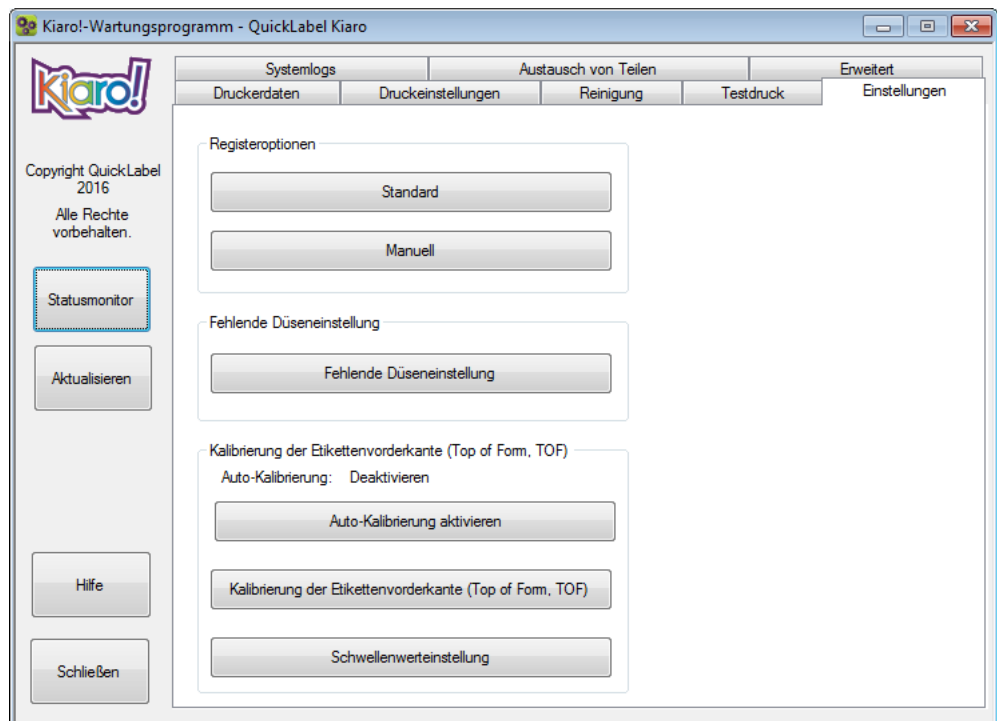 Kiaro!-Wartungsprogramm - QuickLabel Kiaro
Kiaro!
Copyright QuickLabel
2016
Alle Rechte
vorbehalten.
Statusmonitor
Aktualisieren
Hilfe
Schließen
Systemlogs
Austausch von Teilen
Erweitert
Druckerdaten
Druckeinstellungen
Reinigung
Testdruck
Einstellungen
Registeroptionen
Standard
Manuell
Fehlende Düseneinstellung
Fehlende Düseneinstellung
Kalibrierung der Etikettenvorderkante (Top of Form, TOF)
Auto-Kalibrierung: Deaktivieren
Auto-Kalibrierung aktivieren
Kalibrierung der Etikettenvorderkante (Top of Form, TOF)
Schwellenwerteinstellung